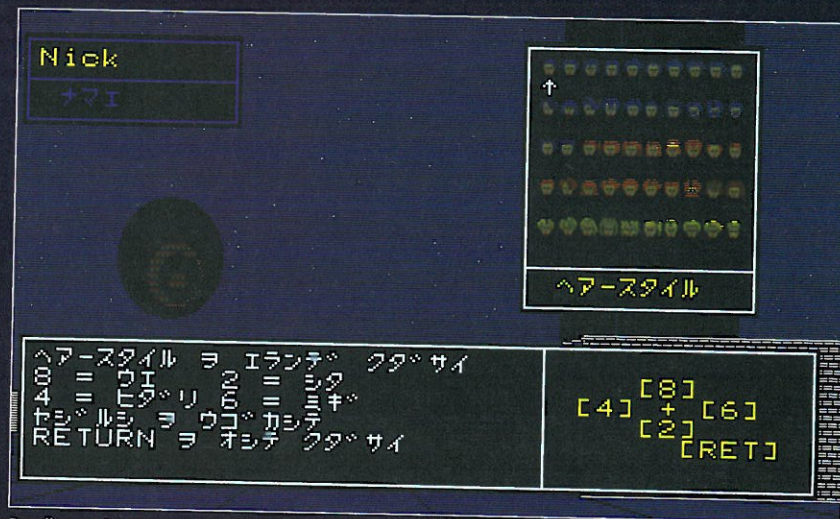 Nick
ナマエ
↑
ヘアースタイル
ヘアースタイル ヲ エランデ クダサイ
8 = ウエ 2 = シタ
4 = ヒダリ 6 = ミギ
ヤジルシ ヲ ウゴカシテ
RETURN ヲ オシテ クダサイ
[8]
[4] + [6]
[2]
[RET]